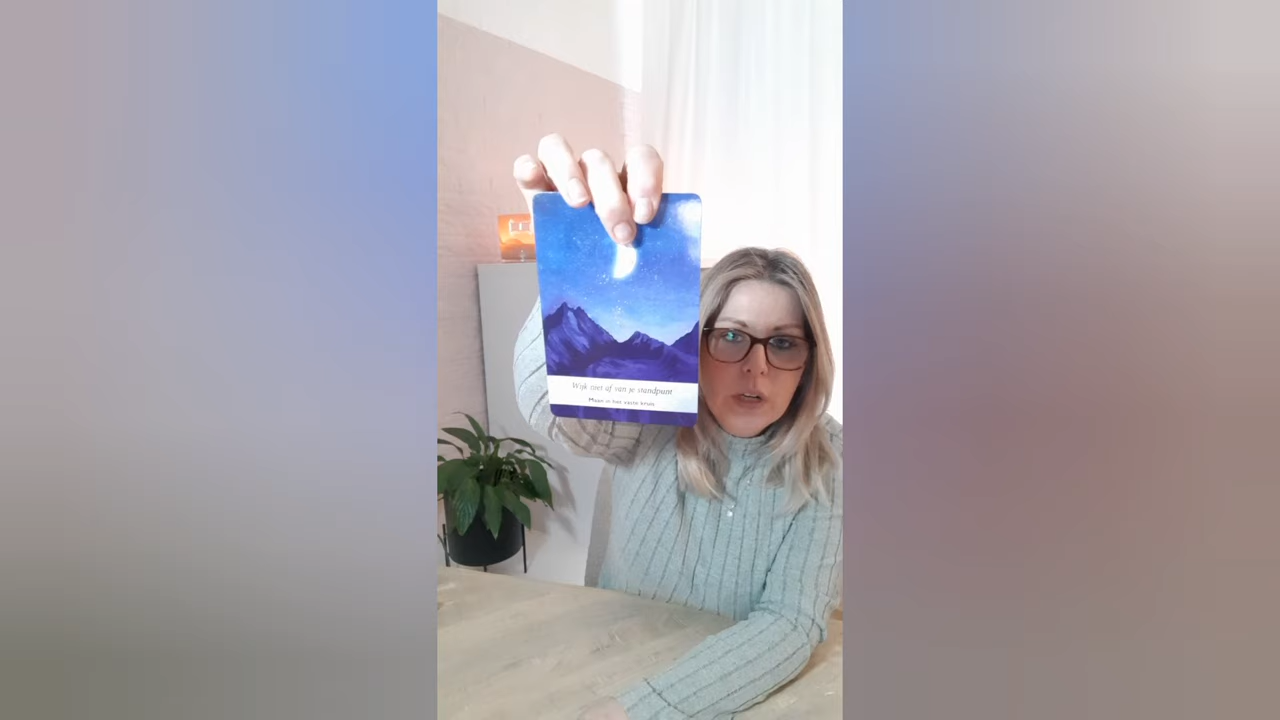 Wijk niet af van je standpunt
Maan in het vaste kruis